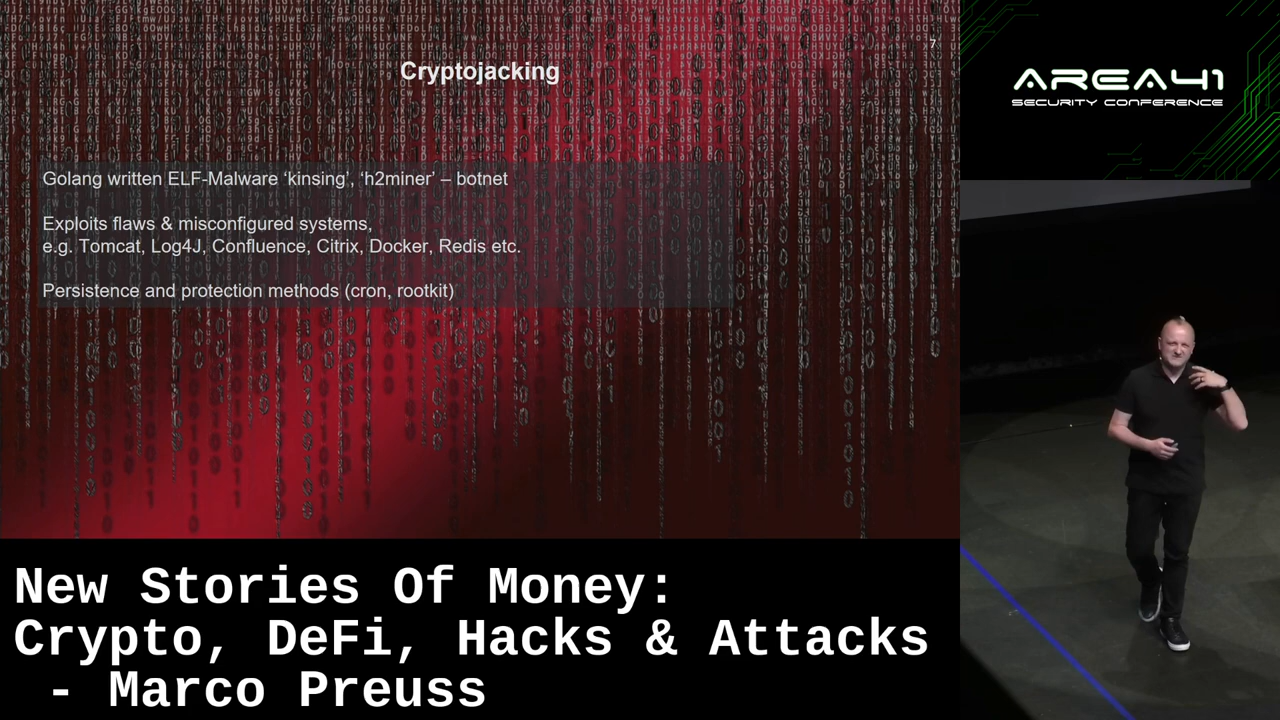 7
Cryptojacking
Golang written ELF-Malware ‘kinsing’, ‘h2miner’ – botnet
Exploits flaws & misconfigured systems,
e.g. Tomcat, Log4J, Confluence, Citrix, Docker, Redis etc.
Persistence and protection methods (cron, rootkit)
AREA41
SECURITY CONFERENCE
New Stories Of Money:
Crypto, DeFi, Hacks & Attacks
- Marco Preuss